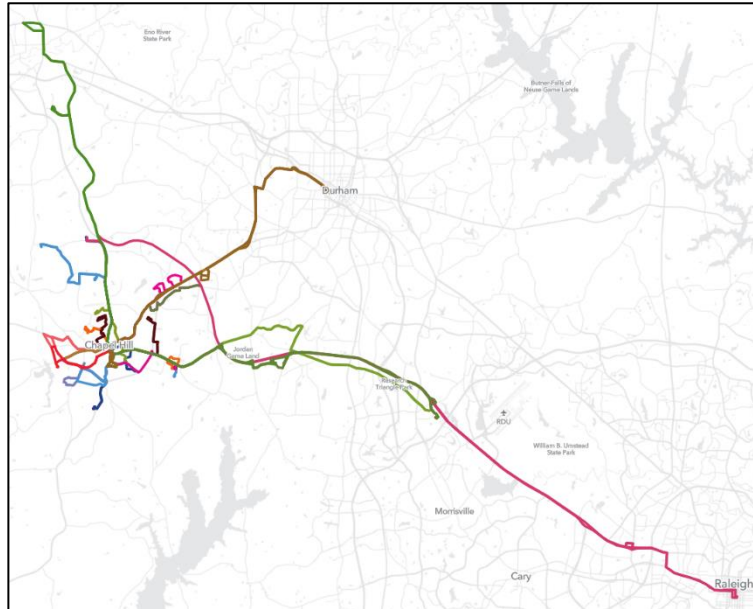 Eno River
State Park
Butner-Falls of
Neuse Game Lands
Durham
Chapel Hill
Jordan
Game Land
Research
Triangle Park
RDU
William B. Umstead
State Park
Morrisville
Cary
Raleigh